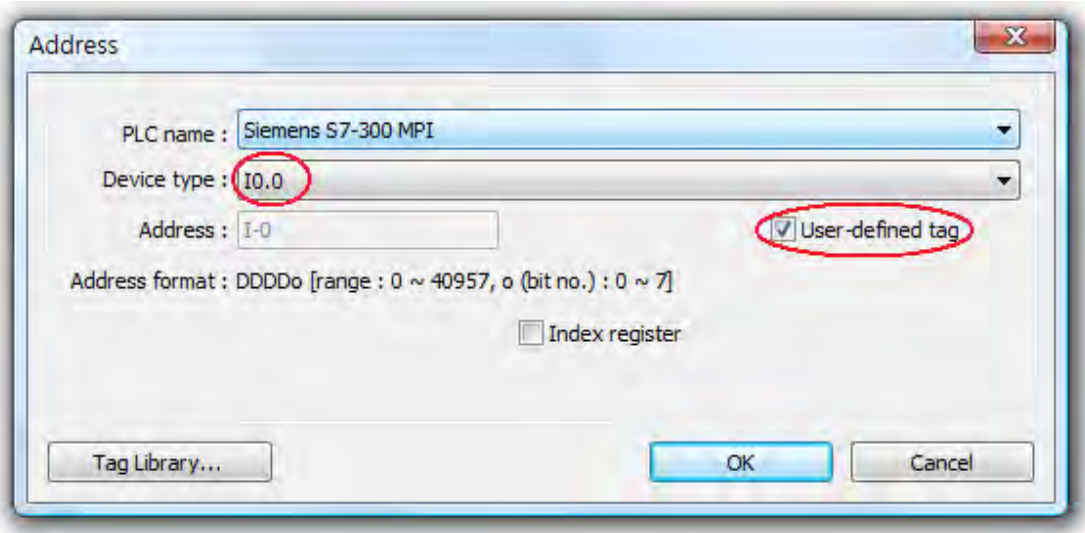 Address
PLC name : Siemens S7-300 MPI
Device type : I0.0
Address : I-0
User-defined tag
Address format : DDDDo [range : 0 ~ 40957, o (bit no.) : 0 ~ 7]
Index register
Tag Library...
OK
Cancel